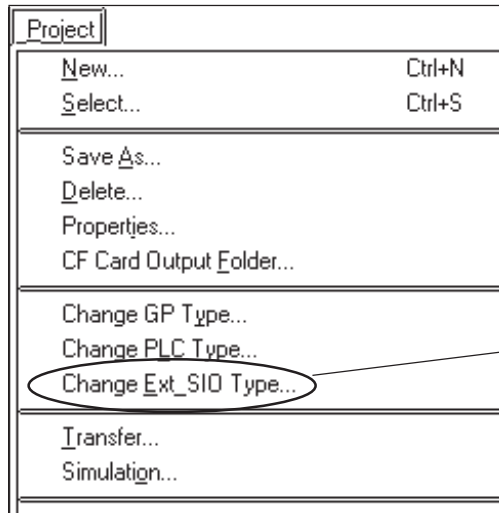 Project
New... Ctrl+N
Select... Ctrl+S
Save As...
Delete...
Properties...
CF Card Output Folder...
Change GP Type...
Change PLC Type...
Change Ext_SIO Type...
Transfer...
Simulation...